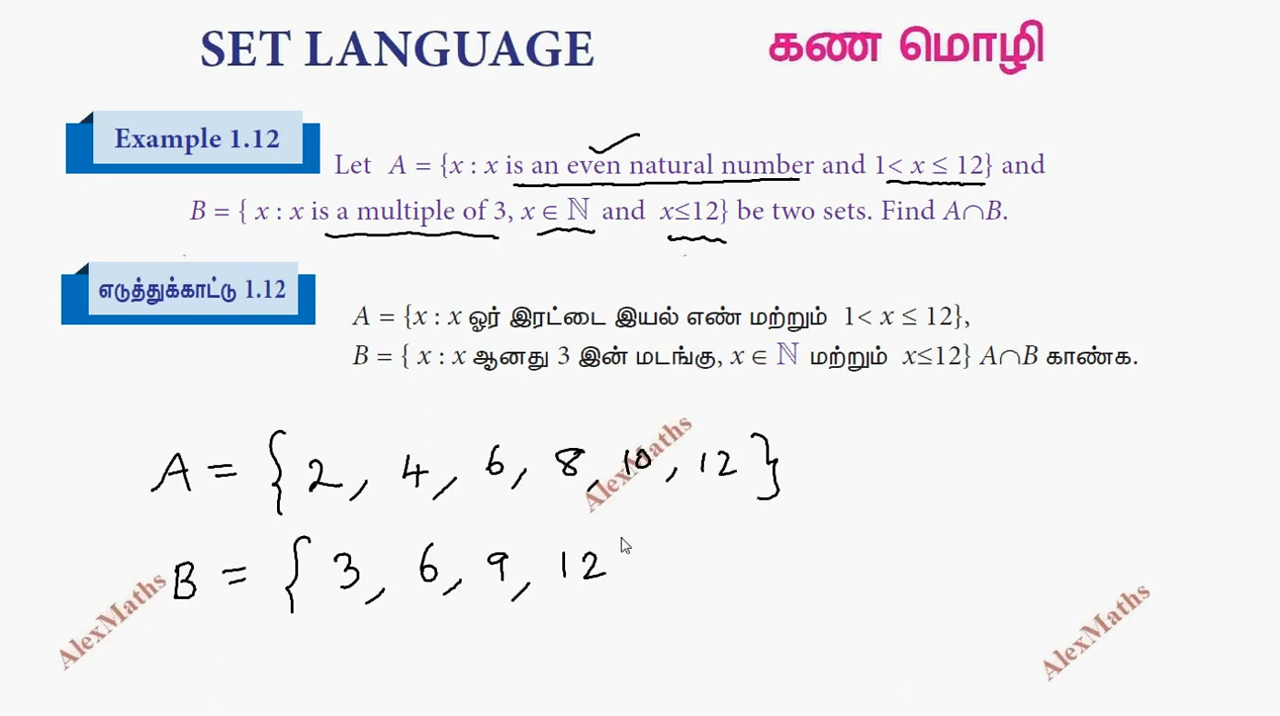 SET LANGUAGE கண மொழி
Example 1.12
Let A = {x : x is an even natural number and 1< x ≤ 12} and
B = { x : x is a multiple of 3, x ∈ ℕ and x≤12} be two sets. Find A∩B.
எடுத்துக்காட்டு 1.12
A = {x : x ஓர் இரட்டை இயல் எண் மற்றும் 1< x ≤ 12},
B = { x : x ஆனது 3 இன் மடங்கு, x ∈ ℕ மற்றும் x≤12} A∩B காண்க.
A = { 2, 4, 6, 8, 10, 12 }
AlexMaths
B = { 3, 6, 9, 12
AlexMaths
AlexMaths